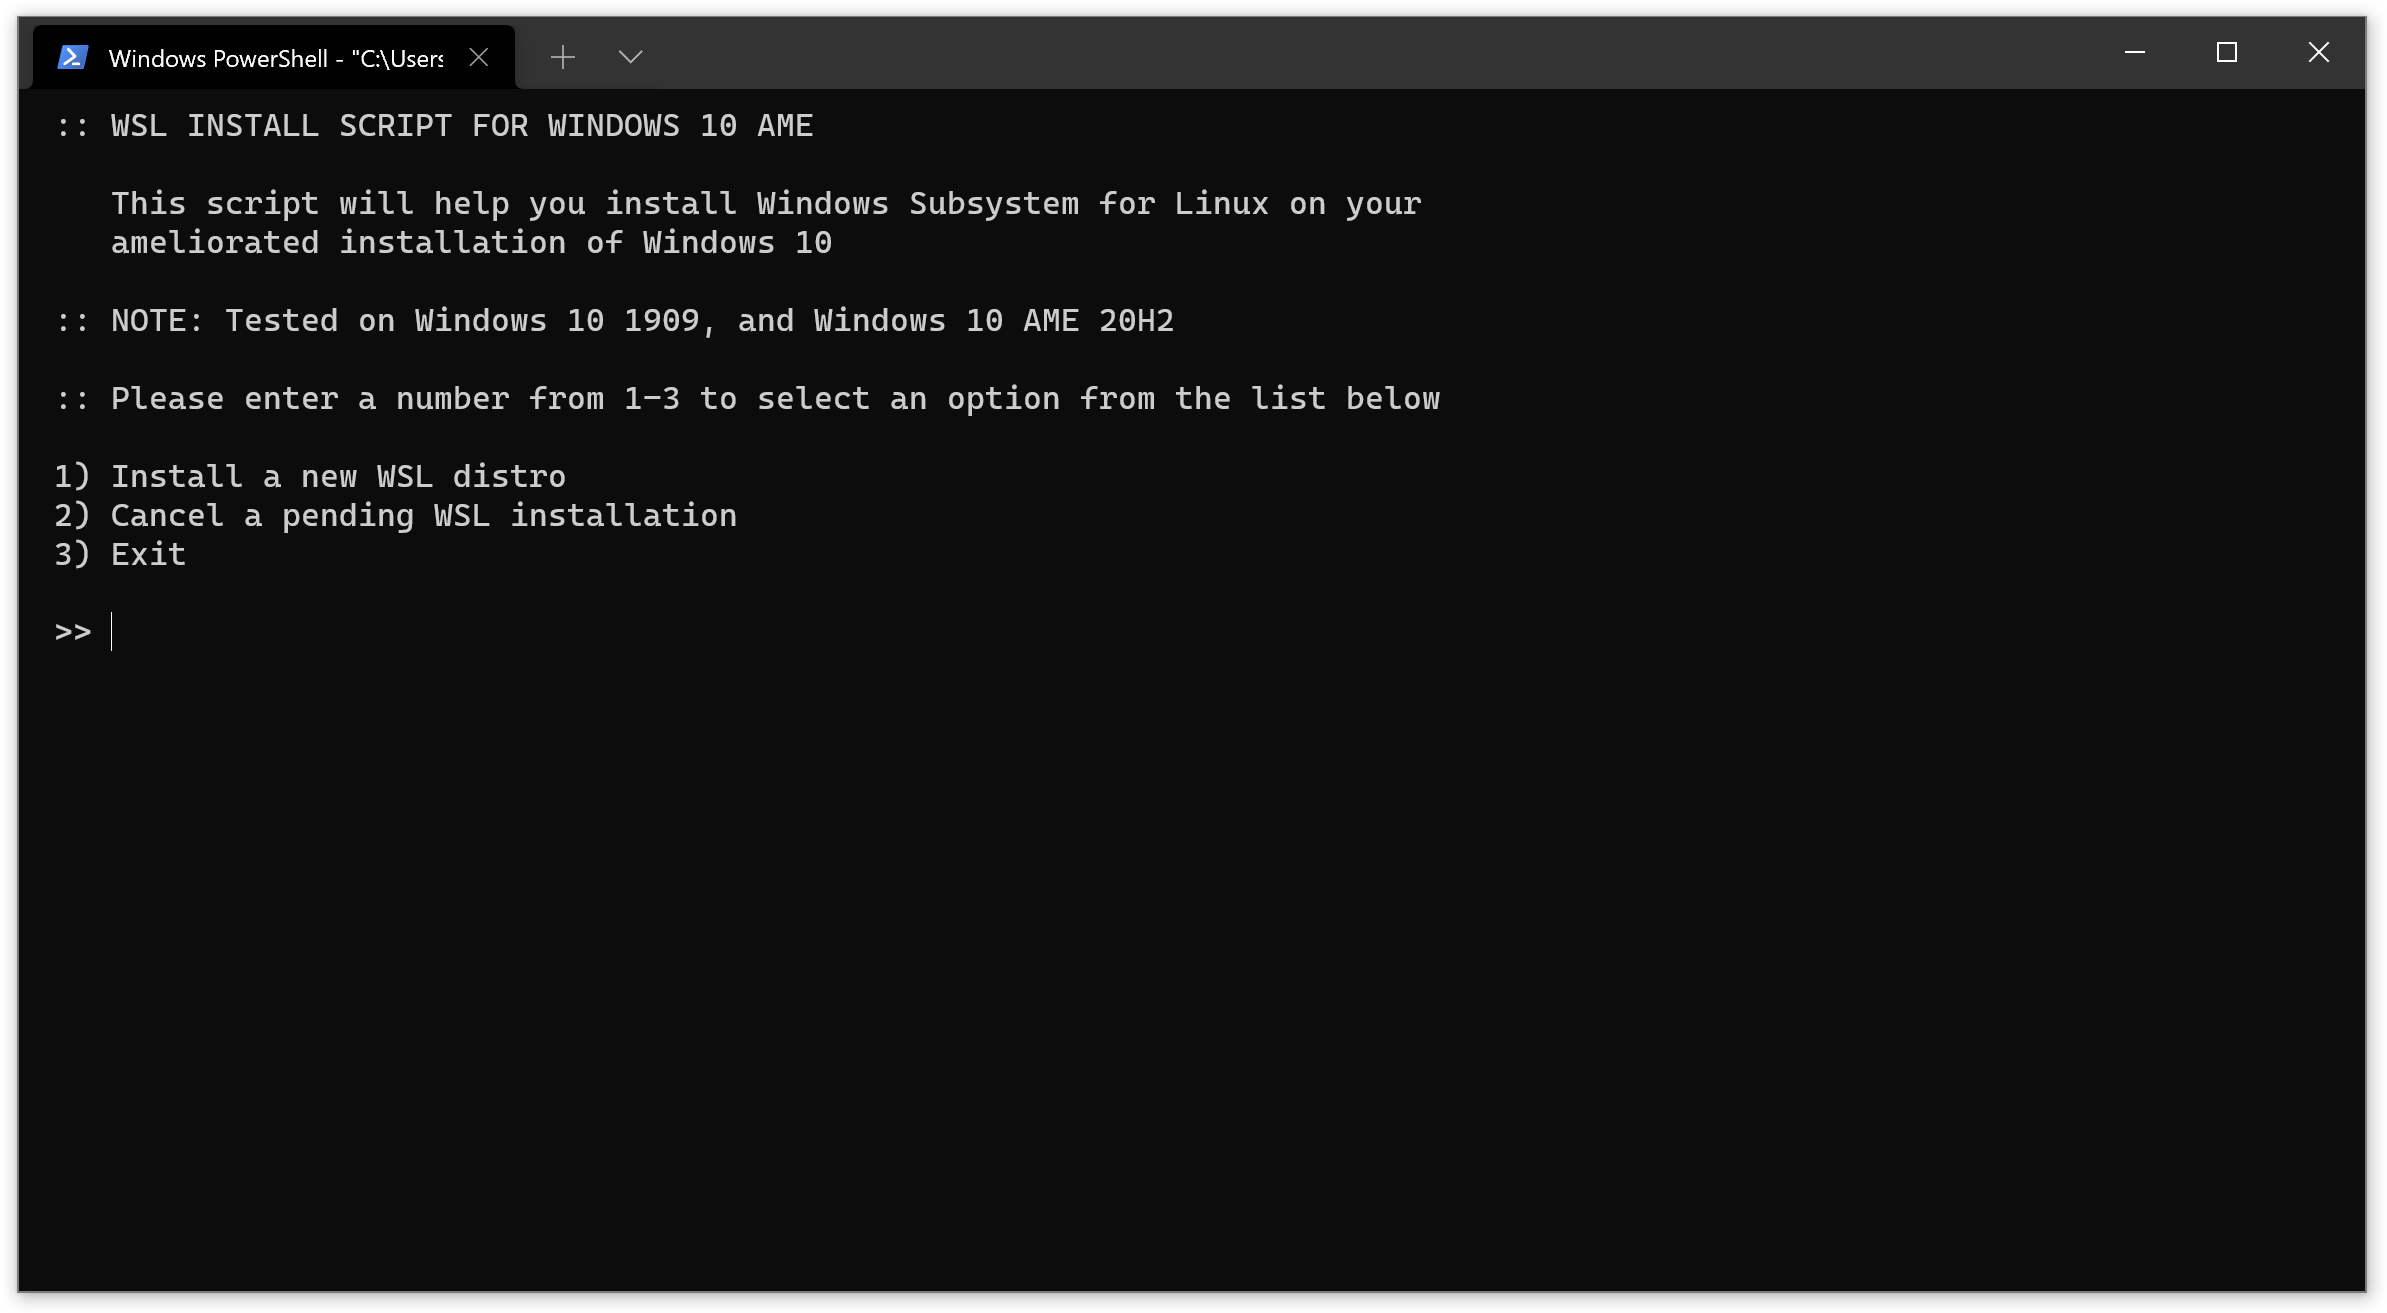 Windows PowerShell - "C:\Users
:: WSL INSTALL SCRIPT FOR WINDOWS 10 AME
This script will help you install Windows Subsystem for Linux on your
ameliorated installation of Windows 10
:: NOTE: Tested on Windows 10 1909, and Windows 10 AME 20H2
:: Please enter a number from 1-3 to select an option from the list below
1) Install a new WSL distro
2) Cancel a pending WSL installation
3) Exit
>>